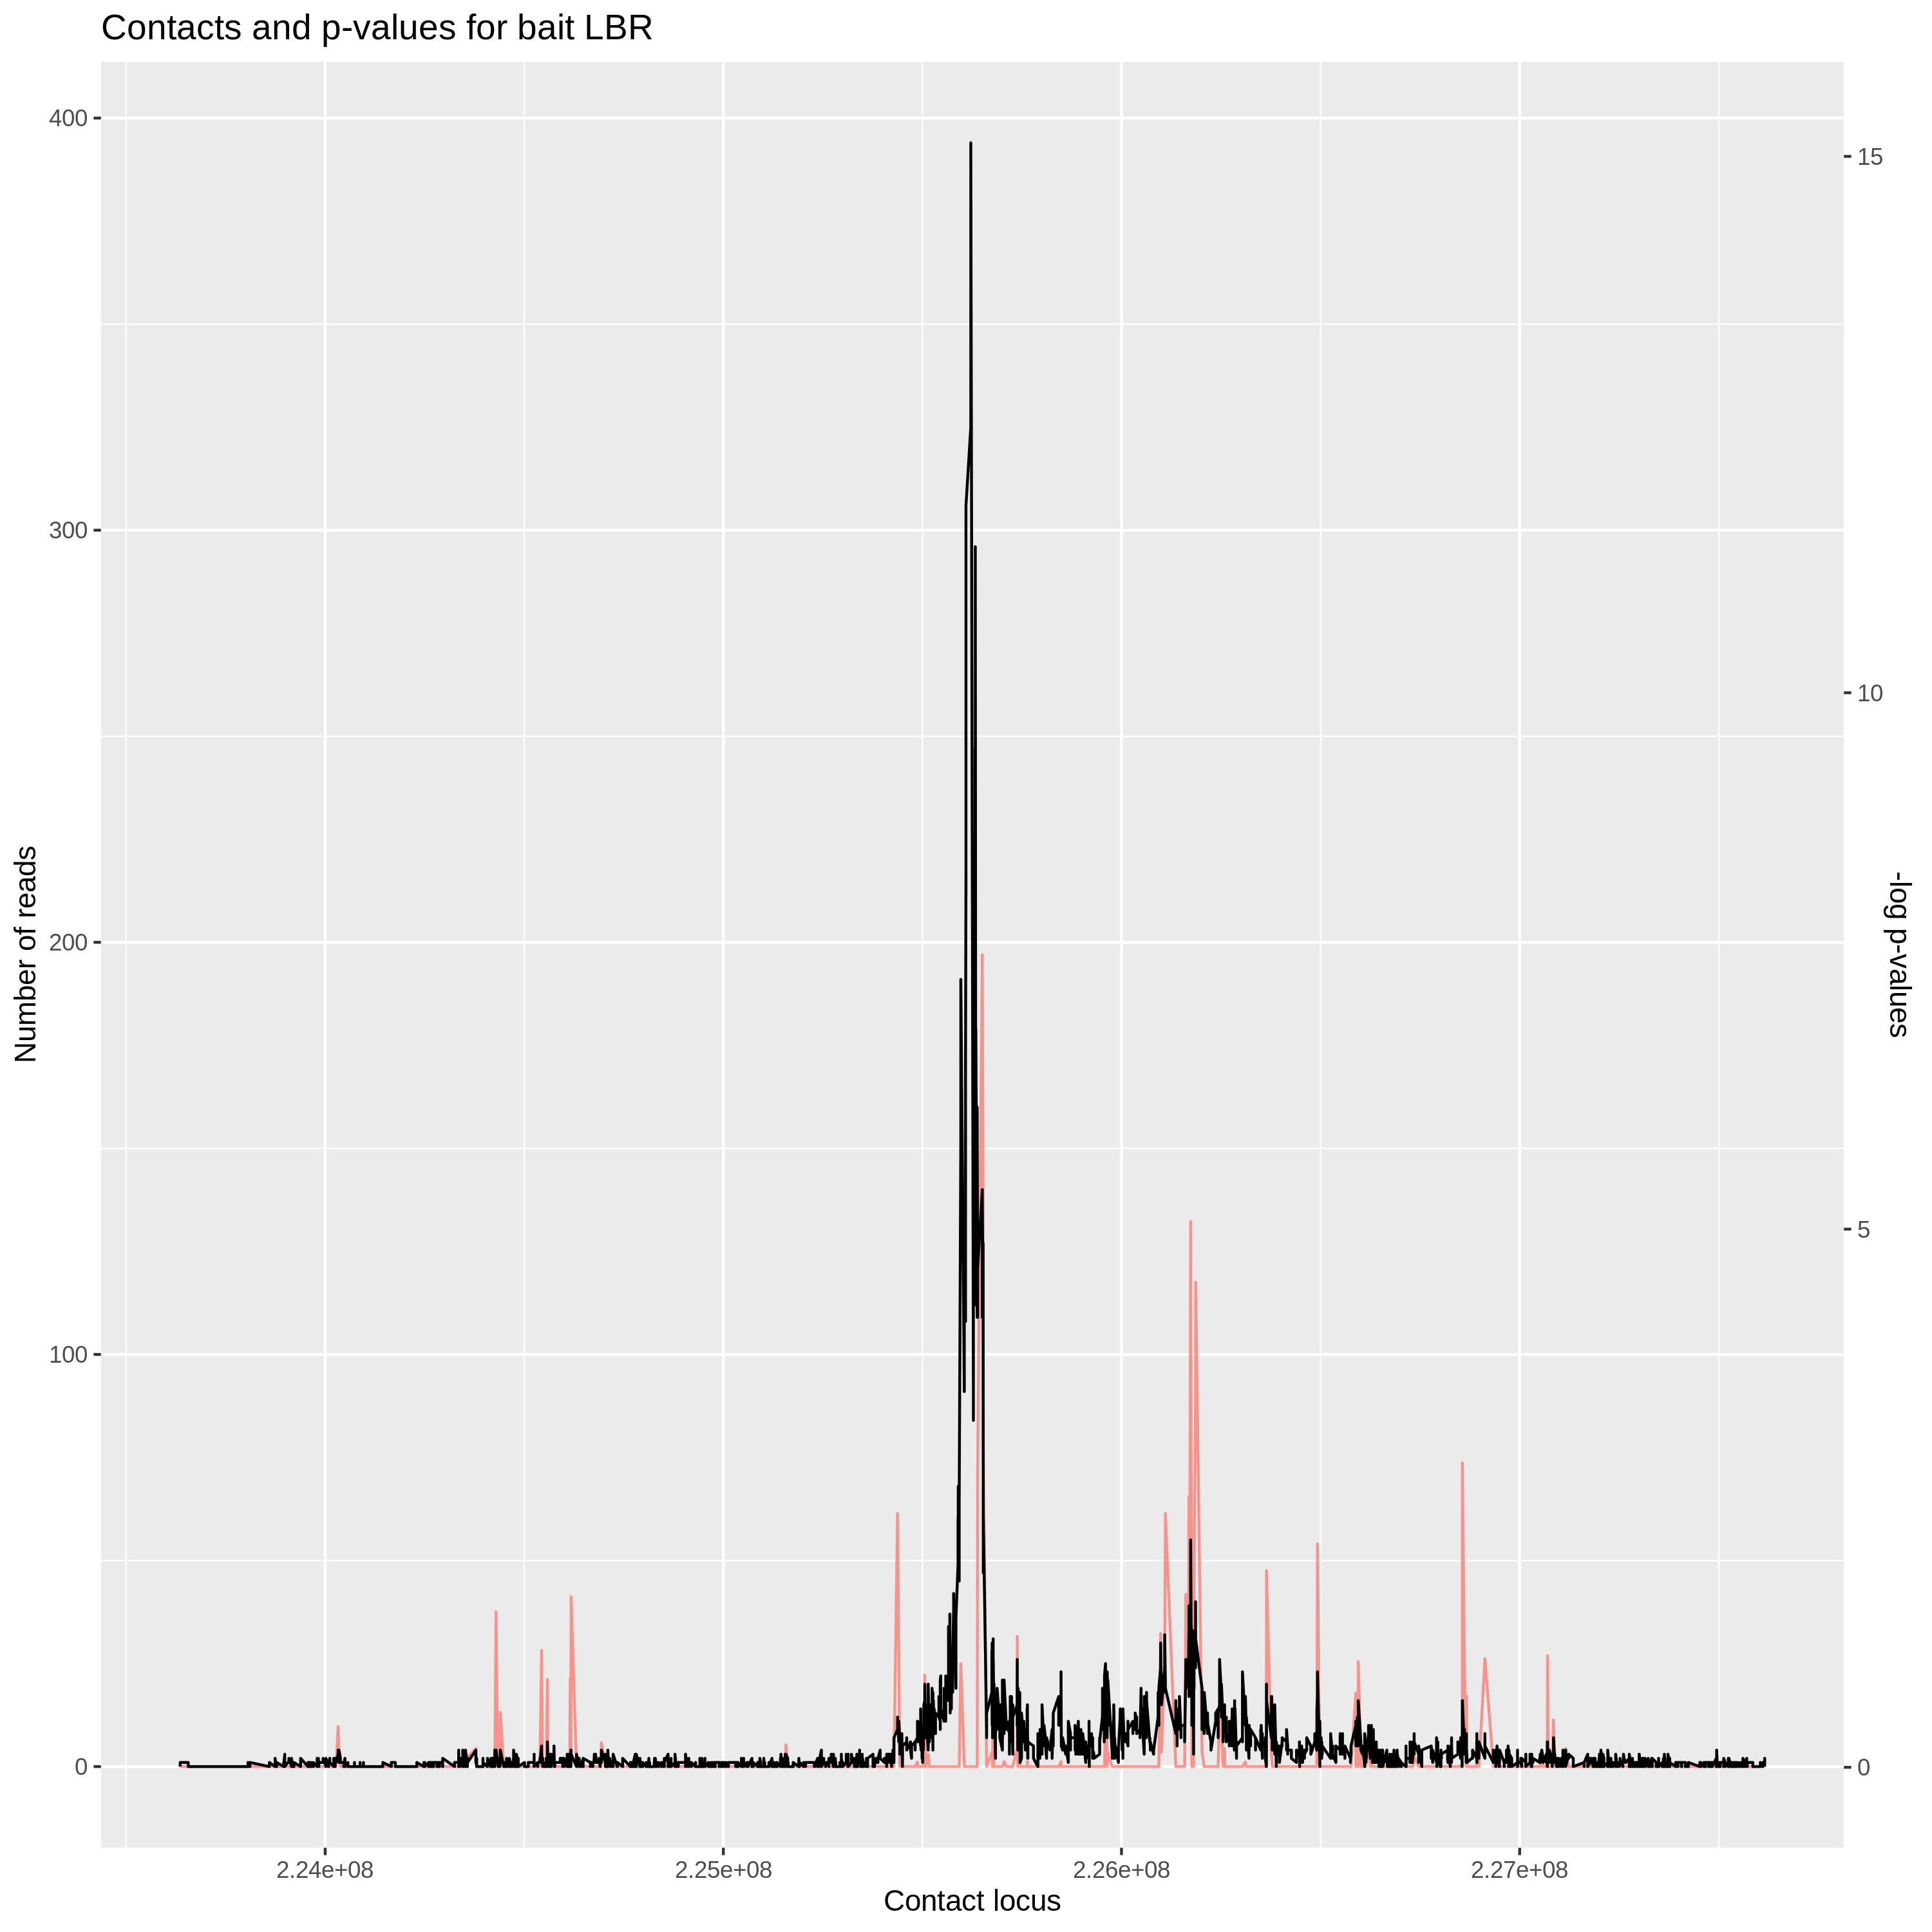 Contacts and p-values for bait LBR
400
300
200
100
0
Number of reads
15
10
5
0
-log p-values
2.24e+08
2.25e+08
2.26e+08
2.27e+08
Contact locus